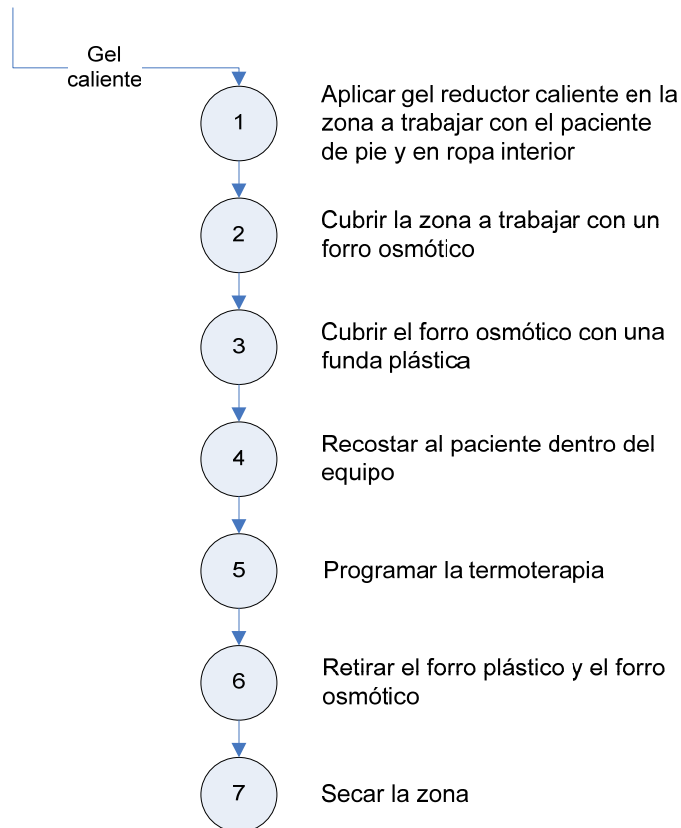 Gel
caliente
1
Aplicar gel reductor caliente en la
zona a trabajar con el paciente
de pie y en ropa interior
2
Cubrir la zona a trabajar con un
forro osmótico
3
Cubrir el forro osmótico con una
funda plástica
4
Recostar al paciente dentro del
equipo
5
Programar la termoterapia
6
Retirar el forro plástico y el forro
osmótico
7
Secar la zona